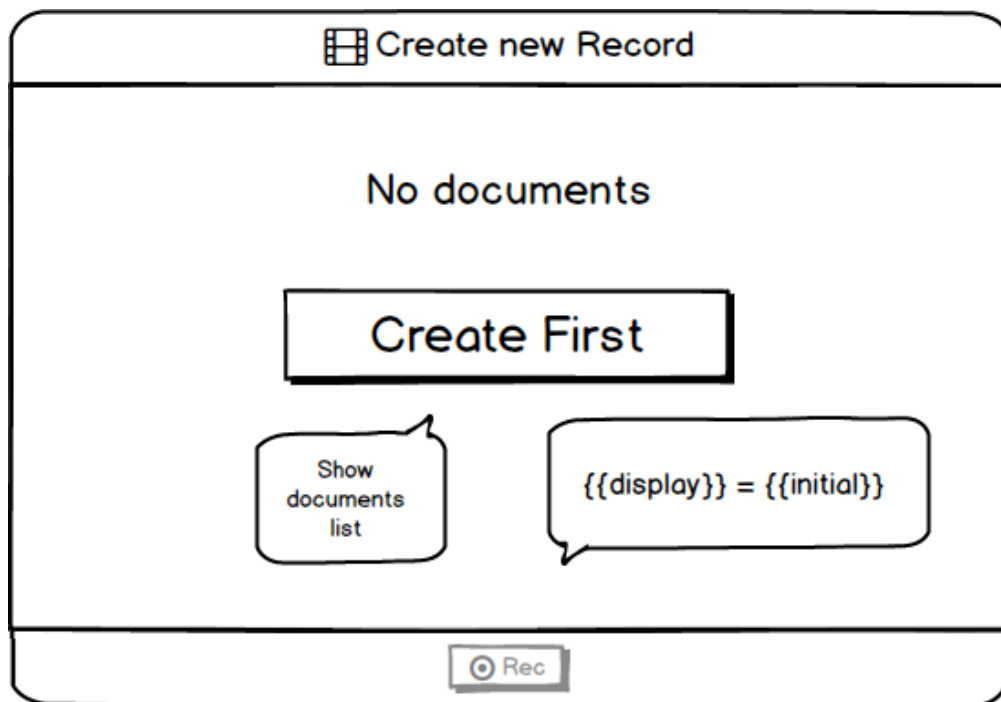 Create new Record
No documents
Create First
Show
documents
list
{{display}} = {{initial}}
Rec